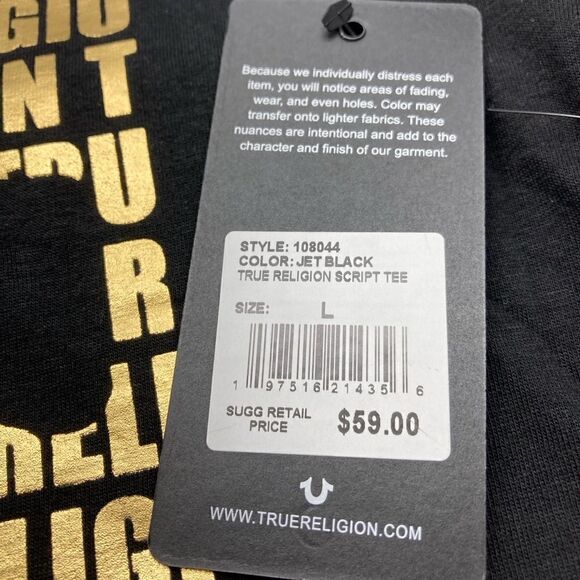 Because we individually distress each
item, you will notice areas of fading,
wear, and even holes. Color may
transfer onto lighter fabrics. These
nuances are intentional and add to the
character and finish of our garment.
STYLE: 108044
COLOR: JET BLACK
TRUE RELIGION SCRIPT TEE
SIZE: L
1 97516 21435 6
SUGG RETAIL
PRICE $59.00
WWW.TRUERELIGION.COM